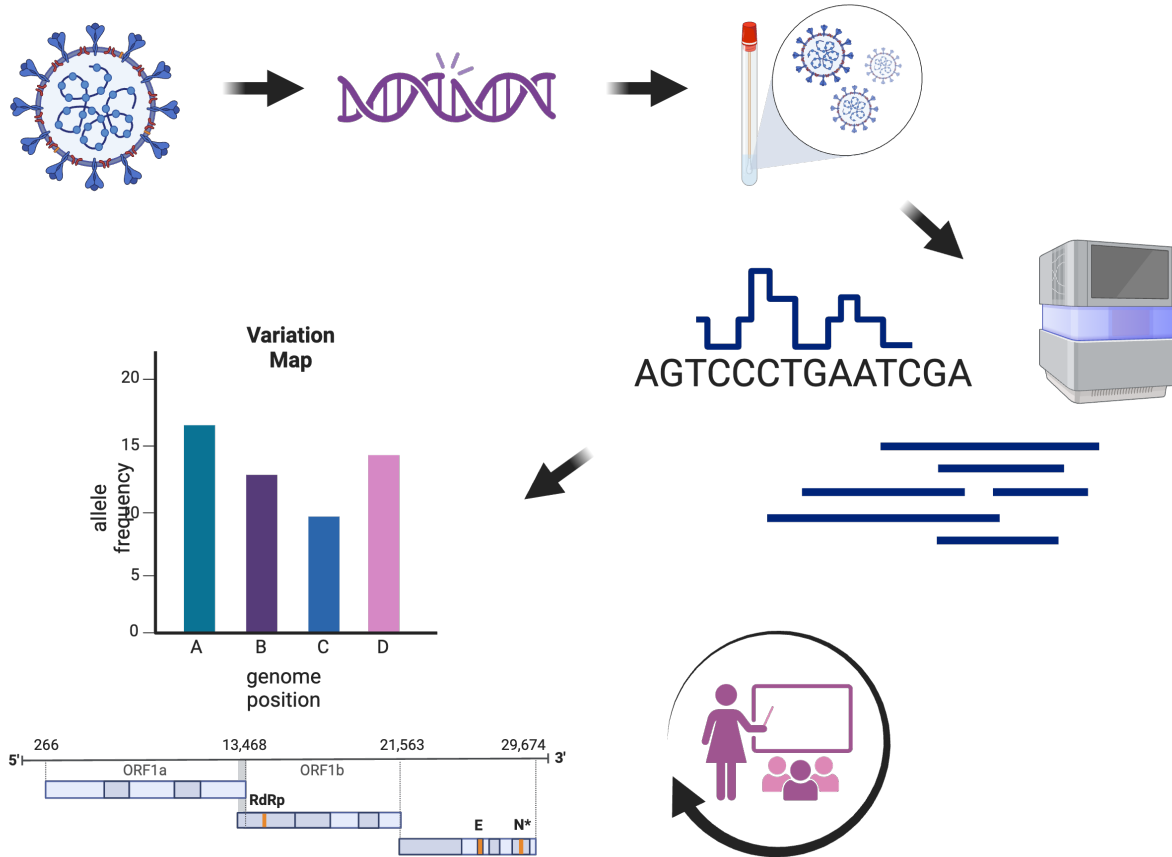 AGTCCCTGAATCGA
Variation
Map
allele
frequency
20
15
10
5
0
A B C D
genome
position
266 13,468 21,563 29,674
5' 3'
ORF1a ORF1b
RdRp
E N*